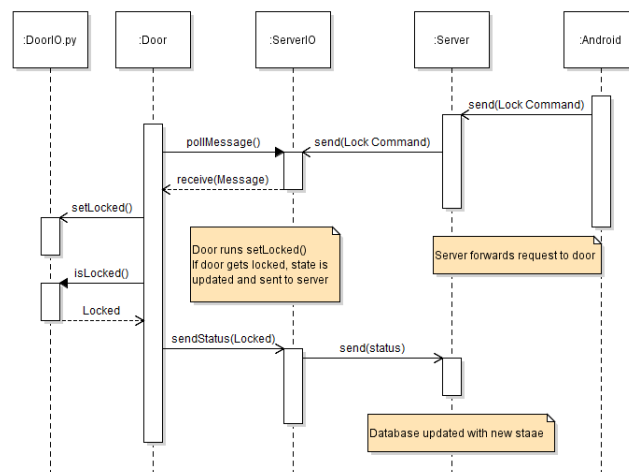 :DoorIO.py
:Door
:ServerIO
:Server
:Android
send(Lock Command)
pollMessage()
send(Lock Command)
receive(Message)
setLocked()
Door runs setLocked()
If door gets locked, state is
updated and sent to server
Server forwards request to door
isLocked()
Locked
sendStatus(Locked)
send(status)
Database updated with new staae